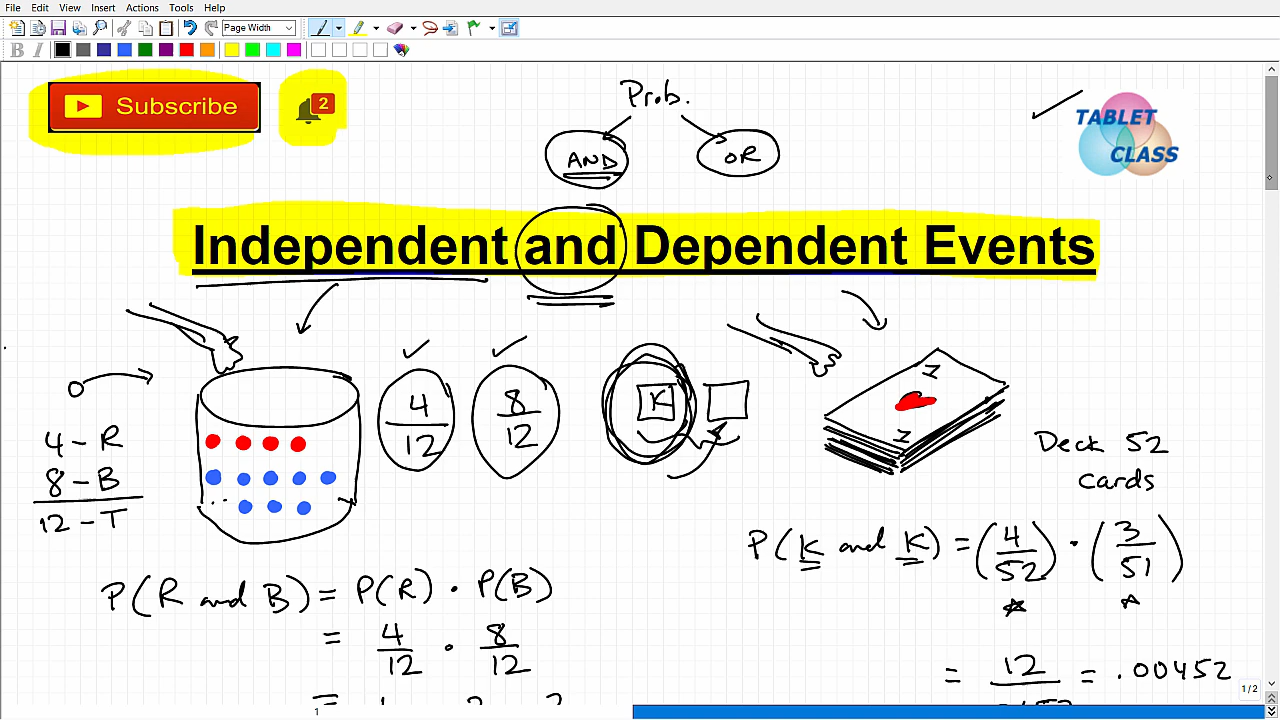 File Edit View Insert Actions Tools Help
Page Width
B I
Subscribe
2
Prob.
AND OR
TABLET
CLASS
Independent and Dependent Events
4 - R
8 - B
12 - T
4/12
8/12
K
Deck 52
cards
P(R and B) = P(R) · P(B)
= 4/12 · 8/12
P(K and K) = (4/52) · (3/51)
= 12 = .00452
1/2